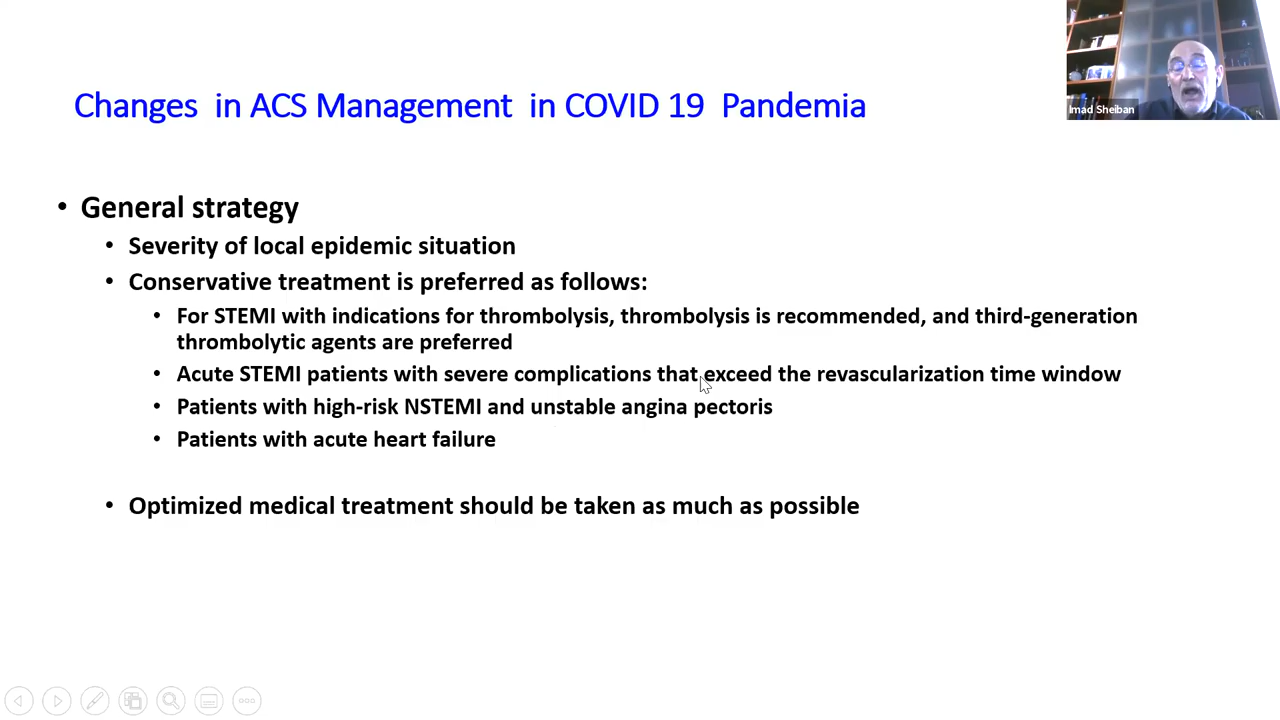 Imad Sheiban
Changes in ACS Management in COVID 19 Pandemia
• General strategy
• Severity of local epidemic situation
• Conservative treatment is preferred as follows:
• For STEMI with indications for thrombolysis, thrombolysis is recommended, and third-generation
thrombolytic agents are preferred
• Acute STEMI patients with severe complications that exceed the revascularization time window
• Patients with high-risk NSTEMI and unstable angina pectoris
• Patients with acute heart failure
• Optimized medical treatment should be taken as much as possible